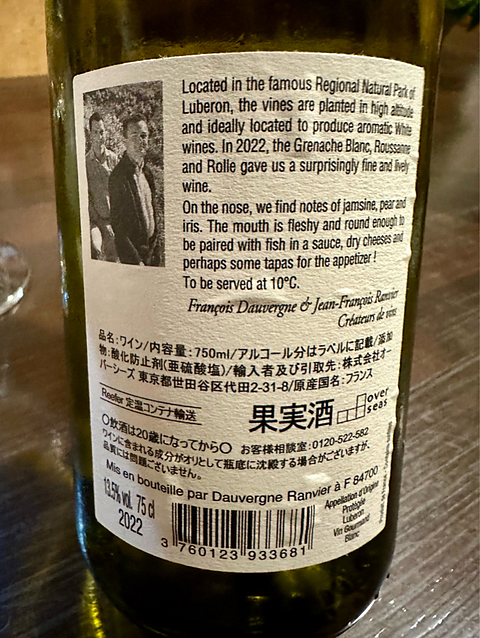 Located in the famous Regional Natural Park of
Luberon, the vines are planted in high altitude
and ideally located to produce aromatic White
wines. In 2022, the Grenache Blanc, Roussanne
and Rolle gave us a surprisingly fine and lively
wine.
On the nose, we find notes of jamsine, pear and
iris. The mouth is fleshy and round enough to
be paired with fish in a sauce, dry cheeses and
perhaps some tapas for the appetizer !
To be served at 10°C.
François Dauvergne & Jean-François Ranvier
Créateurs de vins
品名:ワイン/内容量:750ml/アルコール分はラベルに記載/添加
物:酸化防止剤(亜硫酸塩)/輸入者及び引取先:株式会社オー
バーシーズ 東京都世田谷区代田2-31-8/原産国名:フランス
Reefer 定温コンテナ輸送
果実酒
over
seas
〇飲酒は20歳になってから〇 お客様相談室:0120-522-582
ワインに含まれる成分がオリとして瓶底に沈殿する場合がございますが、
品質には問題ございません。
Mis en bouteille par Dauvergne Ranvier à F 84700
13.5% vol. 75 cl
2022
Appellation d'Origine
Protégée
Luberon
Vin Gourmand
Blanc
3 760123 933681